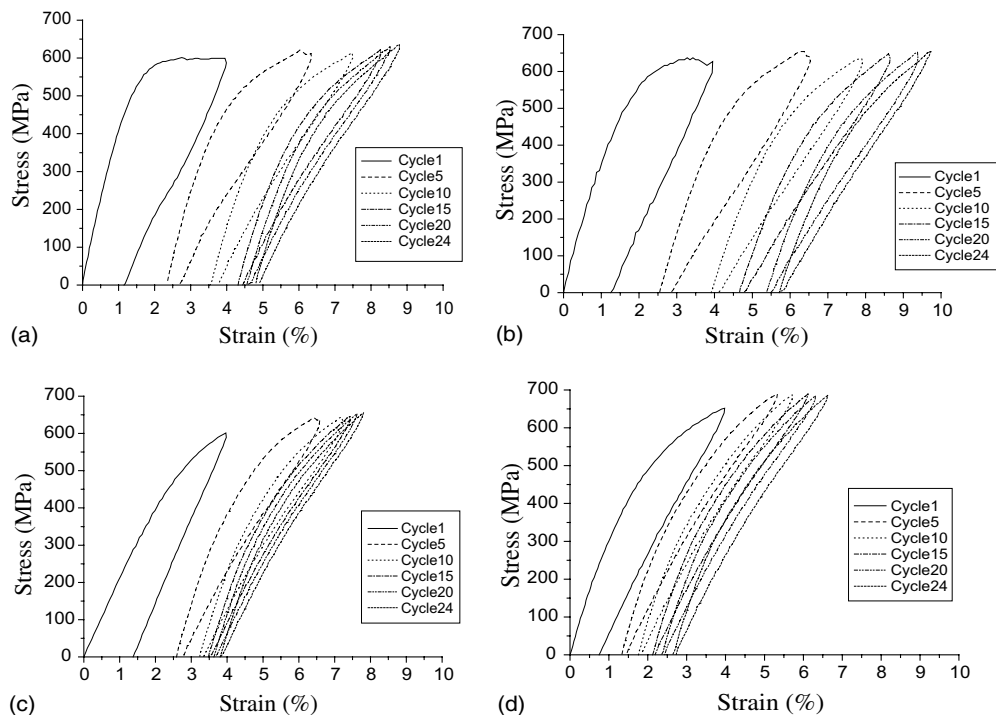 700
600
500
400
300
200
100
0
Stress (MPa)
0 1 2 3 4 5 6 7 8 9 10
Strain (%)
Cycle1
Cycle5
Cycle10
Cycle15
Cycle20
Cycle24
(a)
700
600
500
400
300
200
100
0
Stress (MPa)
0 1 2 3 4 5 6 7 8 9 10
Strain (%)
Cycle1
Cycle5
Cycle10
Cycle15
Cycle20
Cycle24
(b)
700
600
500
400
300
200
100
0
Stress (MPa)
0 1 2 3 4 5 6 7 8 9 10
Strain (%)
Cycle1
Cycle5
Cycle10
Cycle15
Cycle20
Cycle24
(c)
700
600
500
400
300
200
100
0
Stress (MPa)
0 1 2 3 4 5 6 7 8 9 10
Strain (%)
Cycle1
Cycle5
Cycle10
Cycle15
Cycle20
Cycle24
(d)